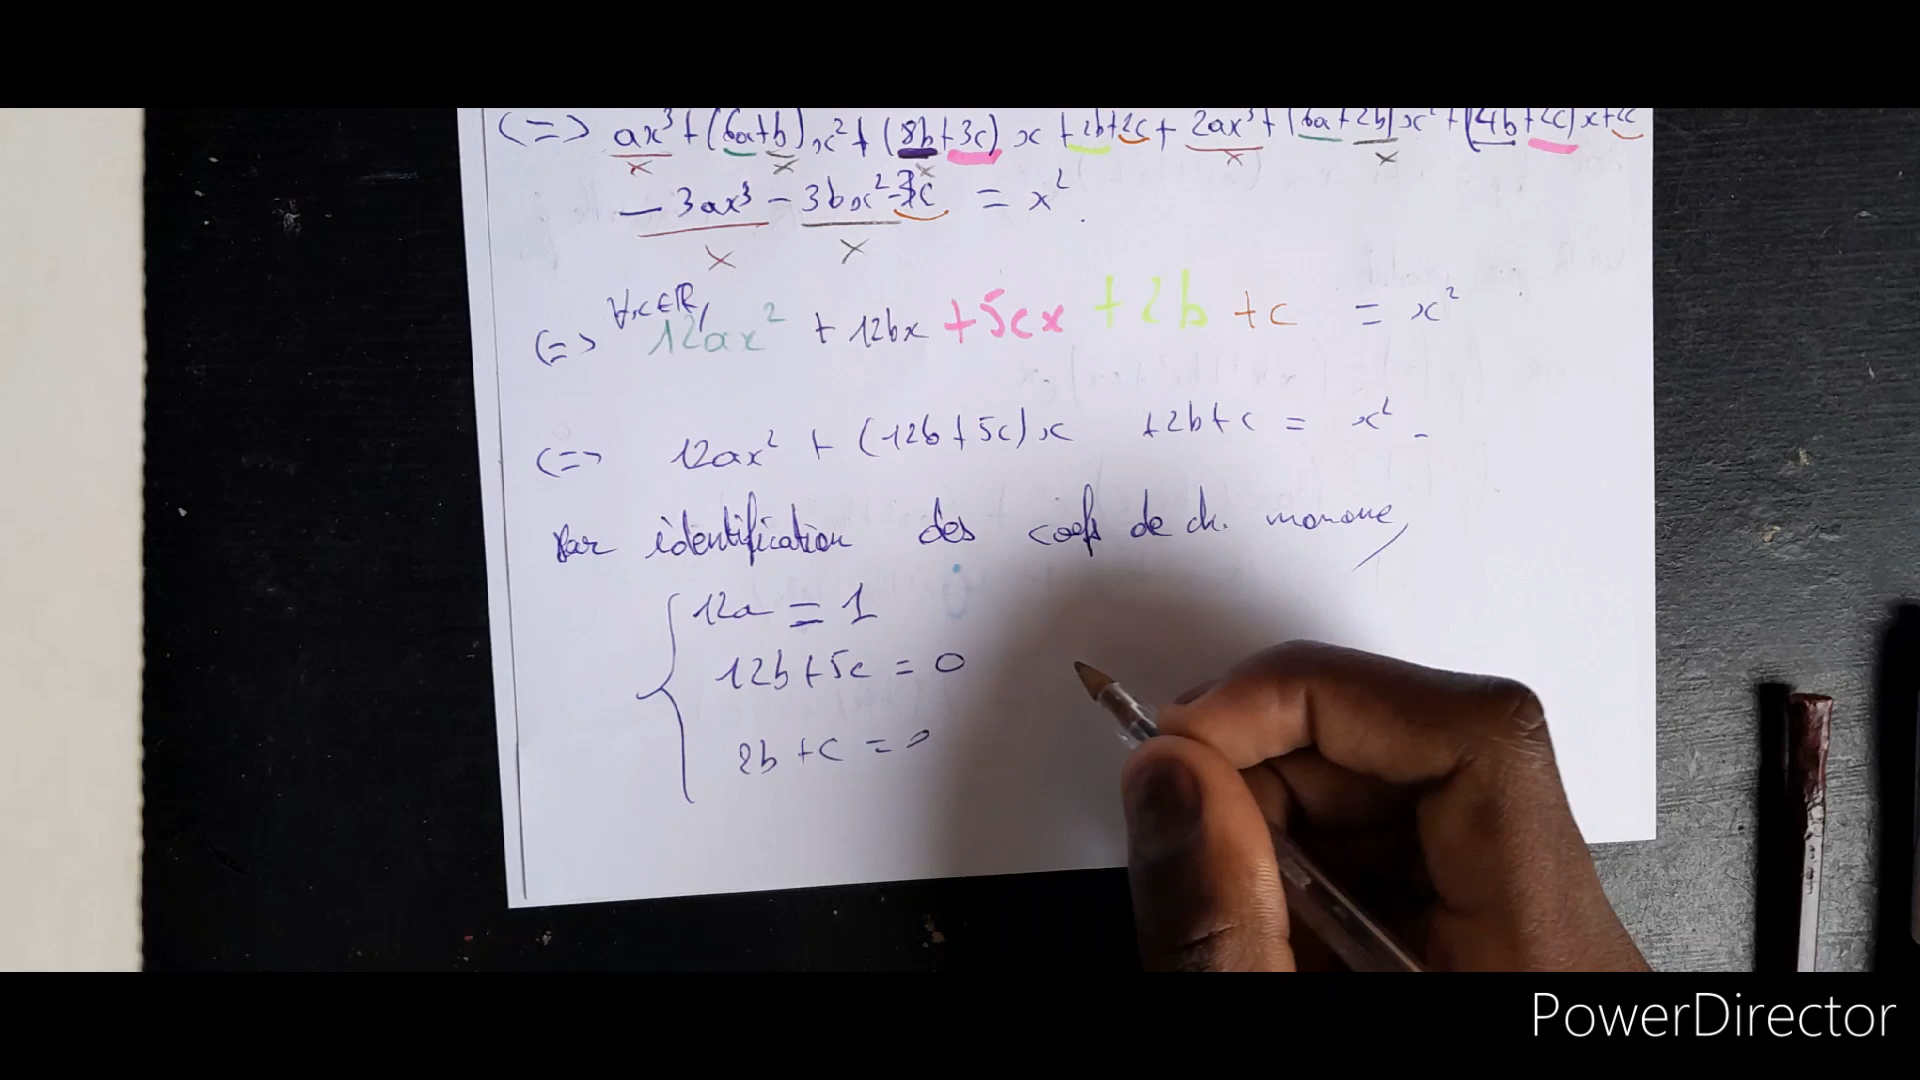 <=> ax³ + (6a+b)x² + (8b+3c)x + 2b+2c + 2ax³ + (6a+2b)x² + (4b+2c)x+2c
— 3ax³ - 3bx² - 3c = x².
<=> ∀x∈ℝ, 12ax² + 12bx +5cx + 2b + c = x²
<=> 12ax² + (12b+5c)x + 2b+c = x².
Par identification des coefs de ch. monome,
12a = 1
12b+5c = 0
2b+c = 0
PowerDirector